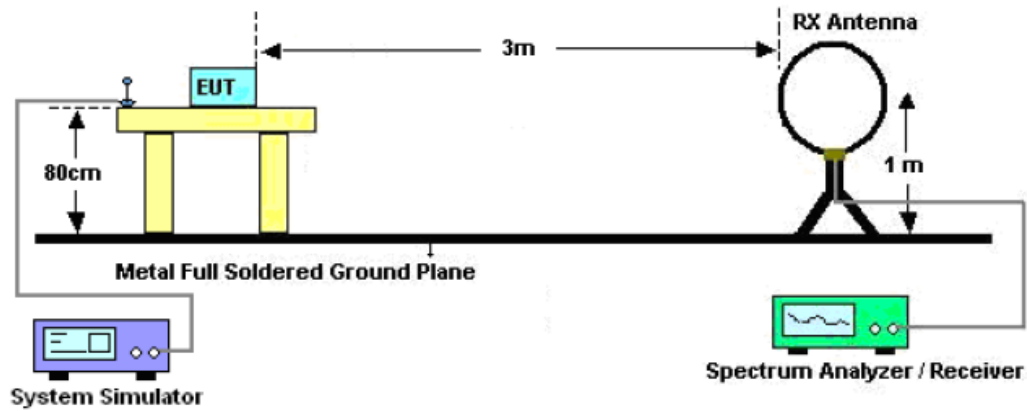 RX Antenna
3m
EUT
80cm
1 m
Metal Full Soldered Ground Plane
System Simulator
Spectrum Analyzer / Receiver